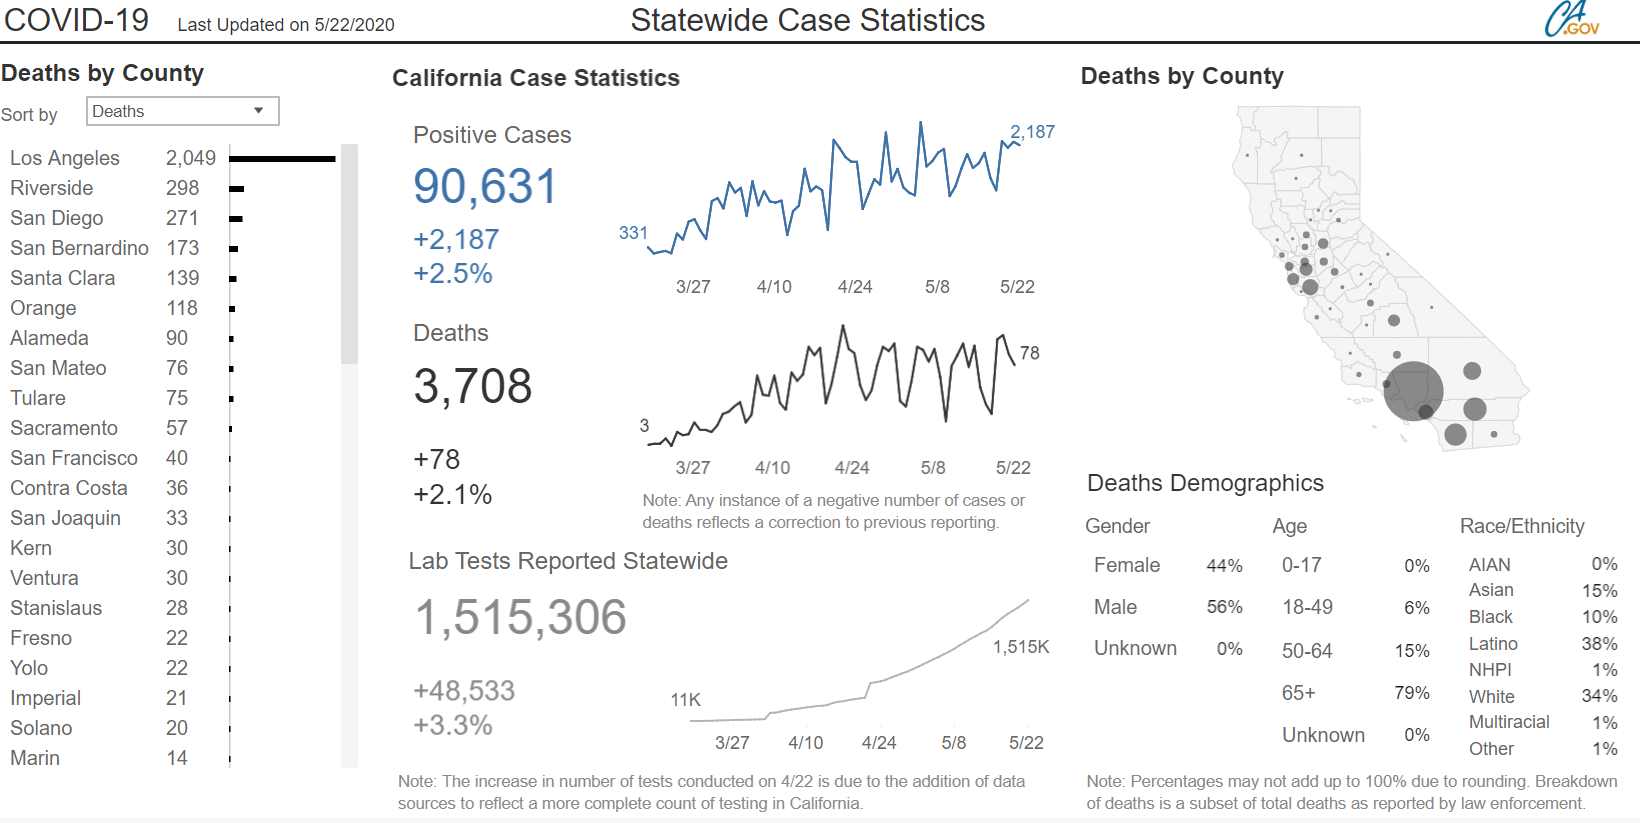 COVID-19 Last Updated on 5/22/2020
Statewide Case Statistics
CA
.GOV
Deaths by County
Sort by Deaths
Los Angeles 2,049
Riverside 298
San Diego 271
San Bernardino 173
Santa Clara 139
Orange 118
Alameda 90
San Mateo 76
Tulare 75
Sacramento 57
San Francisco 40
Contra Costa 36
San Joaquin 33
Kern 30
Ventura 30
Stanislaus 28
Fresno 22
Yolo 22
Imperial 21
Solano 20
Marin 14
California Case Statistics
Positive Cases
90,631
+2,187
+2.5%
331
2,187
3/27 4/10 4/24 5/8 5/22
Deaths
3,708
+78
+2.1%
3
78
3/27 4/10 4/24 5/8 5/22
Note: Any instance of a negative number of cases or
deaths reflects a correction to previous reporting.
Lab Tests Reported Statewide
1,515,306
+48,533
+3.3%
11K
1,515K
3/27 4/10 4/24 5/8 5/22
Note: The increase in number of tests conducted on 4/22 is due to the addition of data
sources to reflect a more complete count of testing in California.
Deaths by County
Deaths Demographics
Gender
Female 44%
Male 56%
Unknown 0%
Age
0-17 0%
18-49 6%
50-64 15%
65+ 79%
Unknown 0%
Race/Ethnicity
AIAN 0%
Asian 15%
Black 10%
Latino 38%
NHPI 1%
White 34%
Multiracial 1%
Other 1%
Note: Percentages may not add up to 100% due to rounding. Breakdown
of deaths is a subset of total deaths as reported by law enforcement.